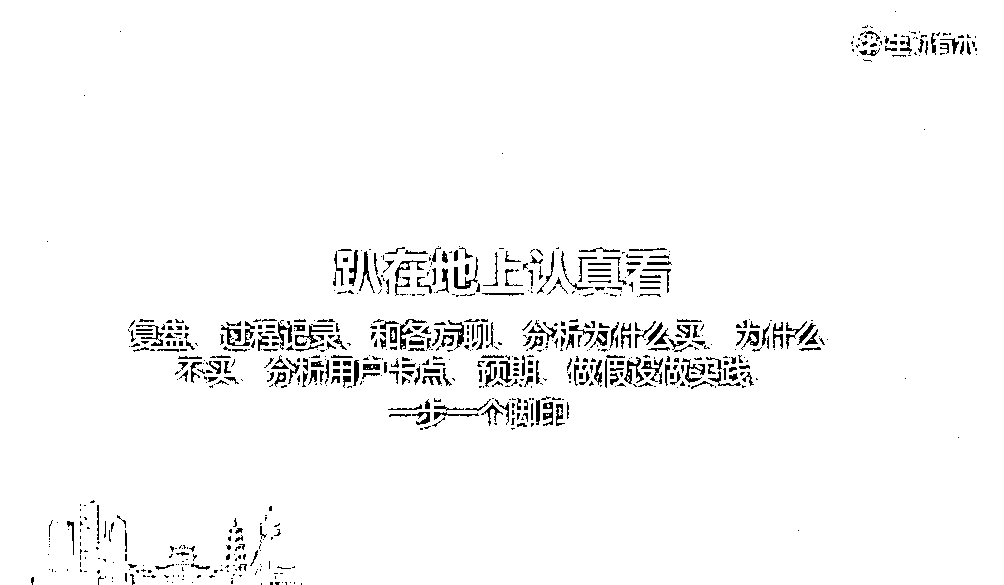 生财有术
趴在地上认真看
复盘、过程记录、和各方聊、分析为什么买、为什么
不买、分析用户卡点、预期、做假设做实践、
一步一个脚印